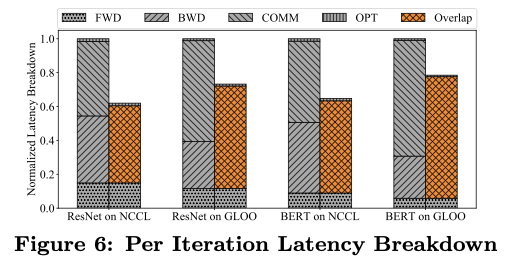 FWD BWD COMM OPT Overlap
Normalized Latency Breakdown
1.0
0.8
0.6
0.4
0.2
0.0
ResNet on NCCL ResNet on GLOO BERT on NCCL BERT on GLOO
Figure 6: Per Iteration Latency Breakdown